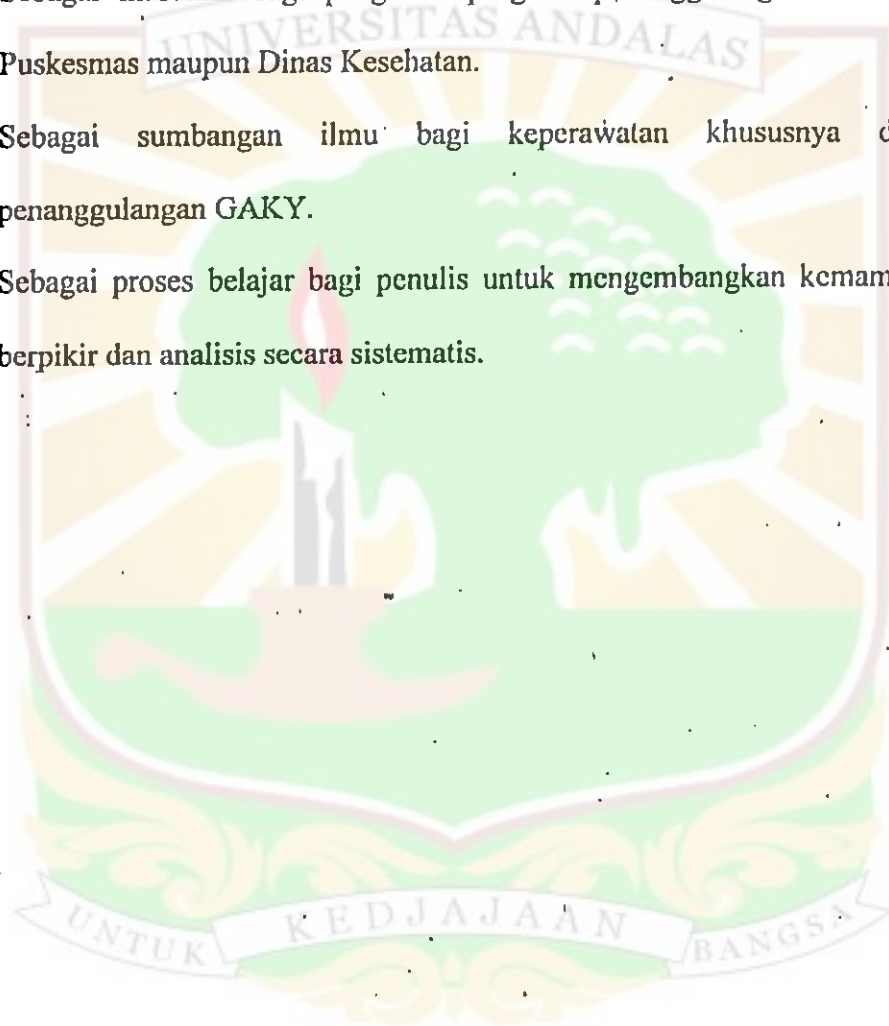 UNIVERSITAS ANDALAS
Puskesmas maupun Dinas Kesehatan.
Sebagai sumbangan ilmu bagi keperawatan khususnya
penanggulangan GAKY.
Sebagai proses belajar bagi penulis untuk mengembangkan
berpikir dan analisis secara sistematis.
UNTUK KEDJAJAAN BANGSA